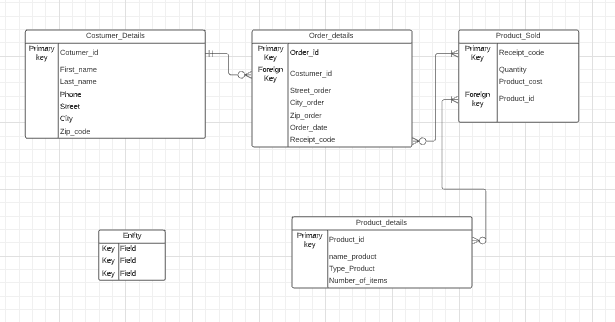 Costumer_Details
Primary key
Cotumer_id
First_name
Last_name
Phone
Street
City
Zip_code
Order_details
Primary Key
Order_id
Foreign Key
Costumer_id
Street_order
City_order
Zip_order
Order_date
Receipt_code
Product_Sold
Primary Key
Receipt_code
Quantity
Product_cost
Foreign key
Product_id
Entity
Key Field
Key Field
Key Field
Product_details
Primary key
Product_id
name_product
Type_Product
Number_of_items